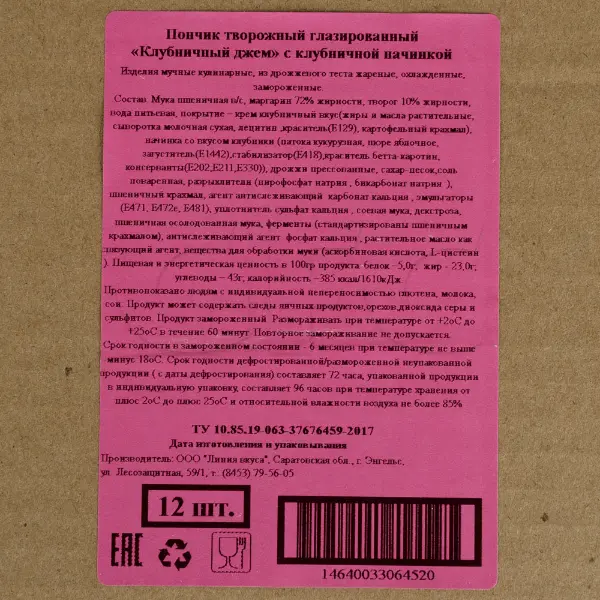 Пончик творожный глазированный
«Клубничный джем» с клубничной начинкой
Изделия мучные кулинарные, из дрожжевого теста жареные, охлажденные,
замороженные.
Состав: Мука пшеничная в/с, маргарин 72% жирности, творог 10% жирности,
вода питьевая, покрытие – крем клубничный вкус(жиры и масла растительные,
сыворотка молочная сухая, лецитин ,краситель(Е129), картофельный крахмал),
начинка со вкусом клубники (патока кукурузная, пюре яблочное,
загуститель(Е1442),стабилизатор(Е418),краситель бетта-каротин,
консерванты(Е202,Е211,Е330)), дрожжи прессованные, сахар-песок,соль
поваренная, разрыхлители (пирофосфат натрия , бикарбонат натрия ),
пшеничный крахмал, агент антислеживающий карбонат кальция , эмульгаторы
(Е471, Е472е, Е481), уплотнитель сульфат кальция , соевая мука, декстроза,
пшеничная осоложованная мука, ферменты (стандартизированы пшеничным
крахмалом), антислеживающий агент фосфат кальция , растительное масло как
связующий агент, вещества для обработки муки (аскорбиновая кислота, L-цистеин
). Пищевая и энергетическая ценность в 100гр продукта: белок -5,0г, жир - 23,0г,
углеводы – 43г, калорийность –385 ккал/1610кДж
Противопоказано людям с индивидуальной непереносимостью глютена, молока,
сои. Продукт может содержать следы яичных продуктов,орехов,диоксида серы и
сульфитов. Продукт замороженный. Размораживать при температуре от +2оС до
+25оС в течение 60 минут. Повторное замораживание не допускается.
Срок годности в замороженном состоянии - 6 месяцев при температуре не выше
минус 18оС. Срок годности дефростированной/размороженной неупакованной
продукции ( с даты дефростирования) составляет 72 часа, упакованной продукции
в индивидуальную упаковку, составляет 96 часов при температуре хранения от
плюс 2оС до плюс 25оС и относительной влажности воздуха не более 85%
ТУ 10.85.19-063-37676459-2017
Дата изготовления и упаковывания
Производитель: ООО "Линия вкуса", Саратовская обл., г. Энгельс,
ул. Лесозащитная, 59/1, т. (8453) 79-56-05
12 шт.
EAC
14640033064520